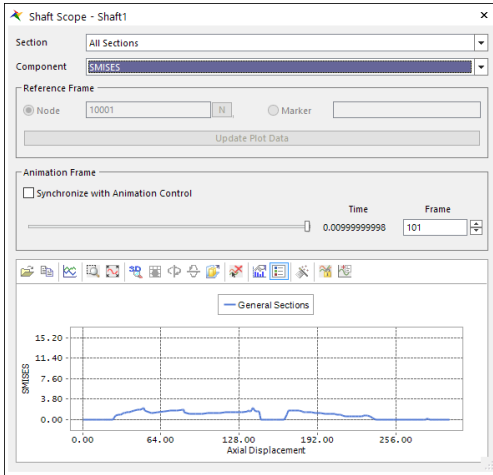 Shaft Scope - Shaft1
×
Section
All Sections
Component
SMISES
Reference Frame
Node
10001
N
Marker
Update Plot Data
Animation Frame
Synchronize with Animation Control
Time
Frame
0.00999999998
101
3D
General Sections
15.20
11.40
7.60
3.80
0.00
SMISES
0.00
64.00
128.00
192.00
256.00
Axial Displacement